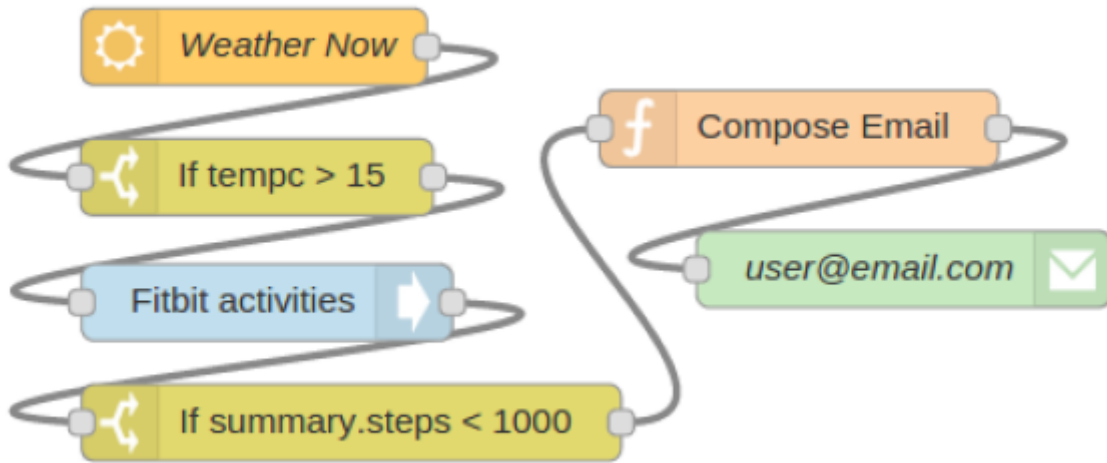 Weather Now
If tempc > 15
Fitbit activities
If summary.steps < 1000
Compose Email
user@email.com